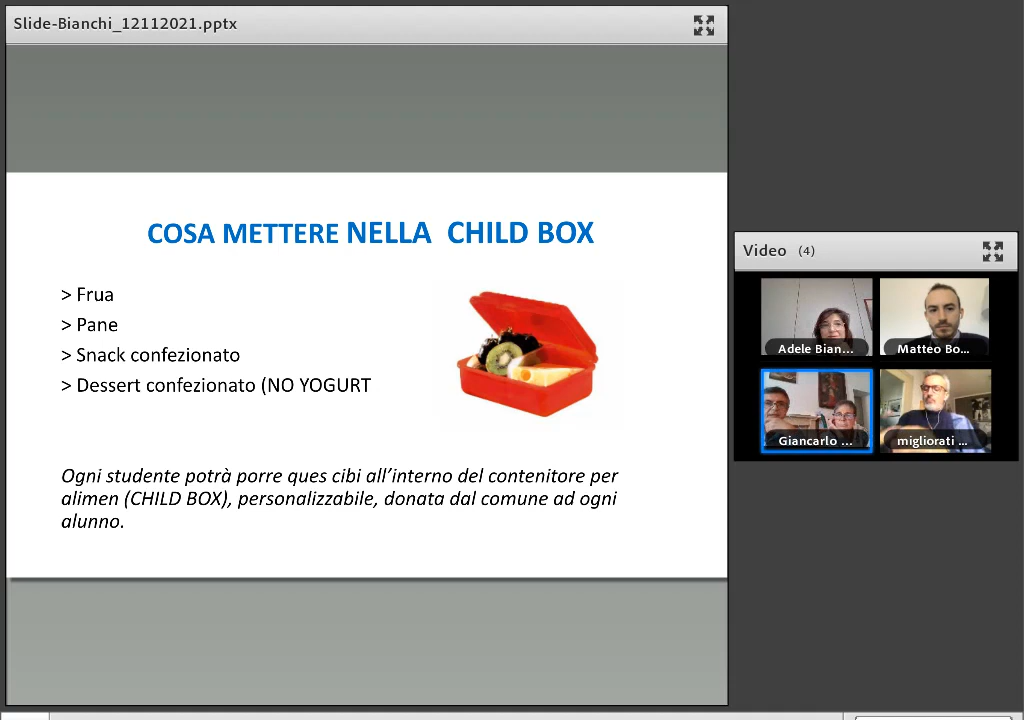 Slide-Bianchi_12112021.pptx
COSA METTERE NELLA CHILD BOX
> Frua
> Pane
> Snack confezionato
> Dessert confezionato (NO YOGURT
Ogni studente potrà porre ques cibi all’interno del contenitore per
alimen (CHILD BOX), personalizzabile, donata dal comune ad ogni
alunno.
Video (4)
Adele Bian...
Matteo Bo...
Giancarlo ...
migliorati ...